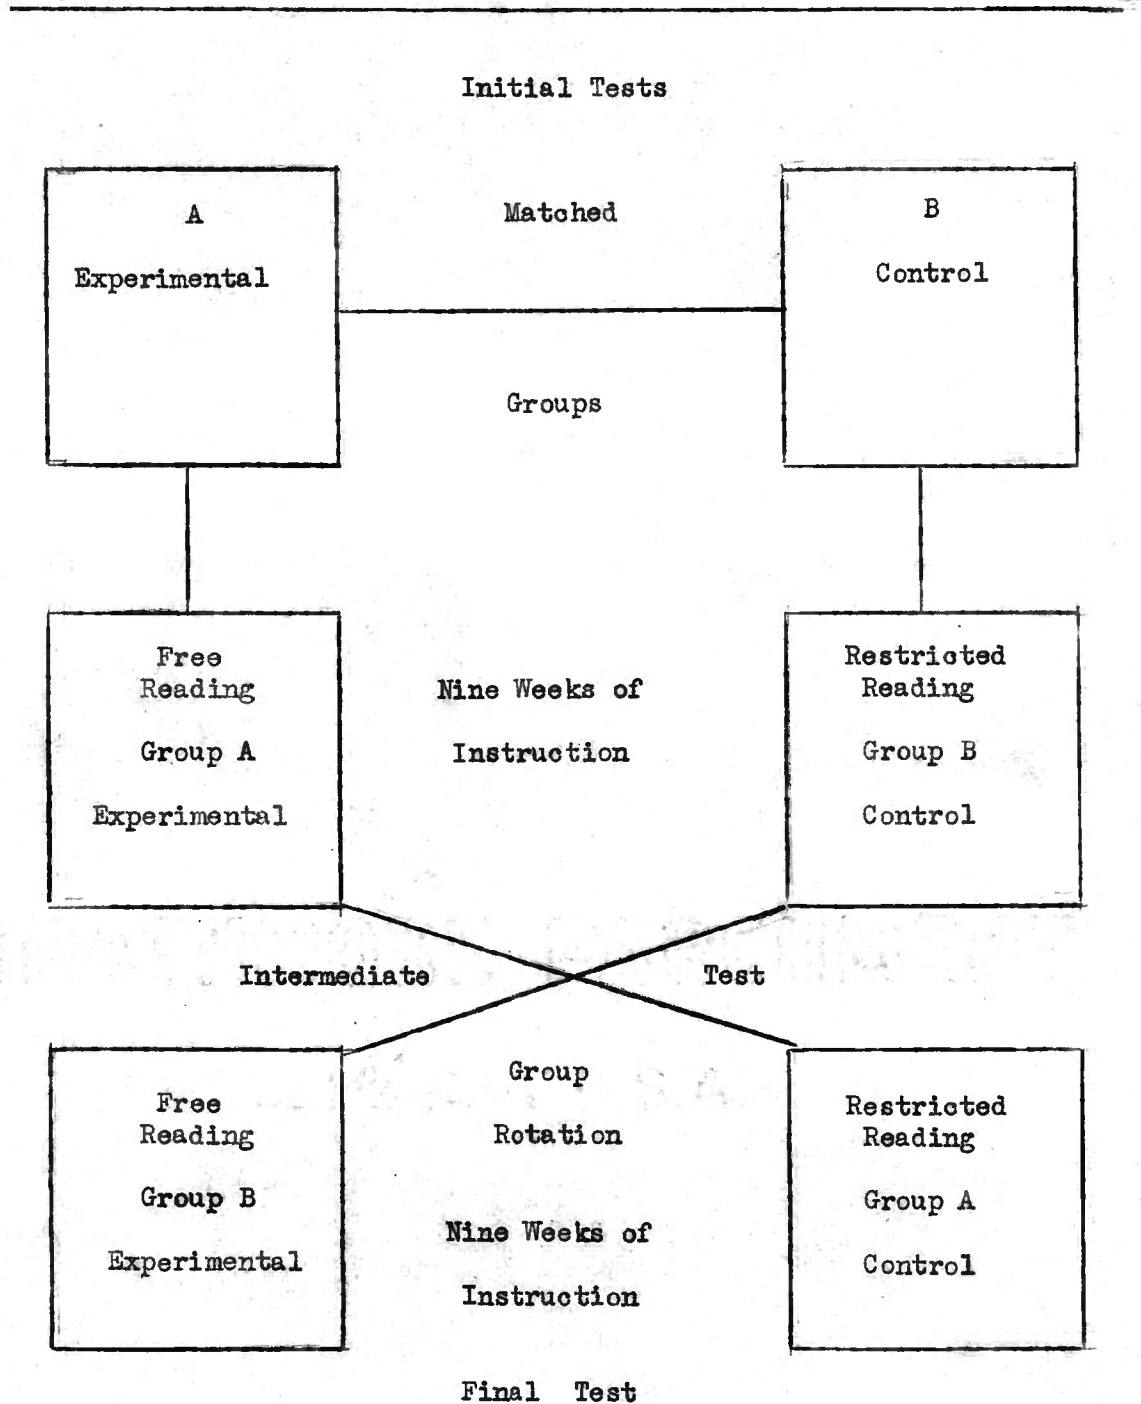 Initial Tests
A
Experimental
Matched
Groups
B
Control
Free
Reading
Group A
Experimental
Nine Weeks of
Instruction
Restricted
Reading
Group B
Control
Intermediate Test
Free
Reading
Group B
Experimental
Group
Rotation
Nine Weeks of
Instruction
Restricted
Reading
Group A
Control
Final Test